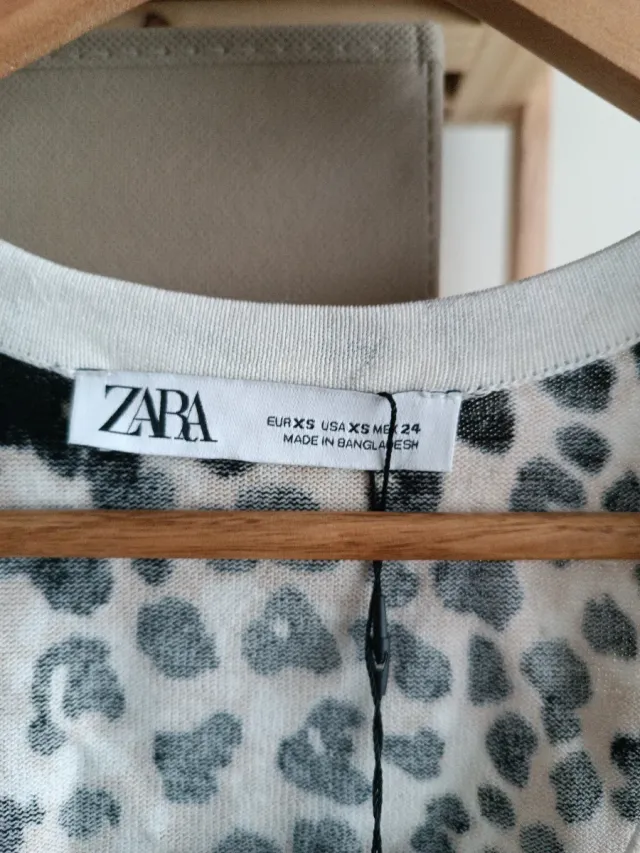 ZARA
EUR XS USA XS MEX 24
MADE IN BANGLADESH